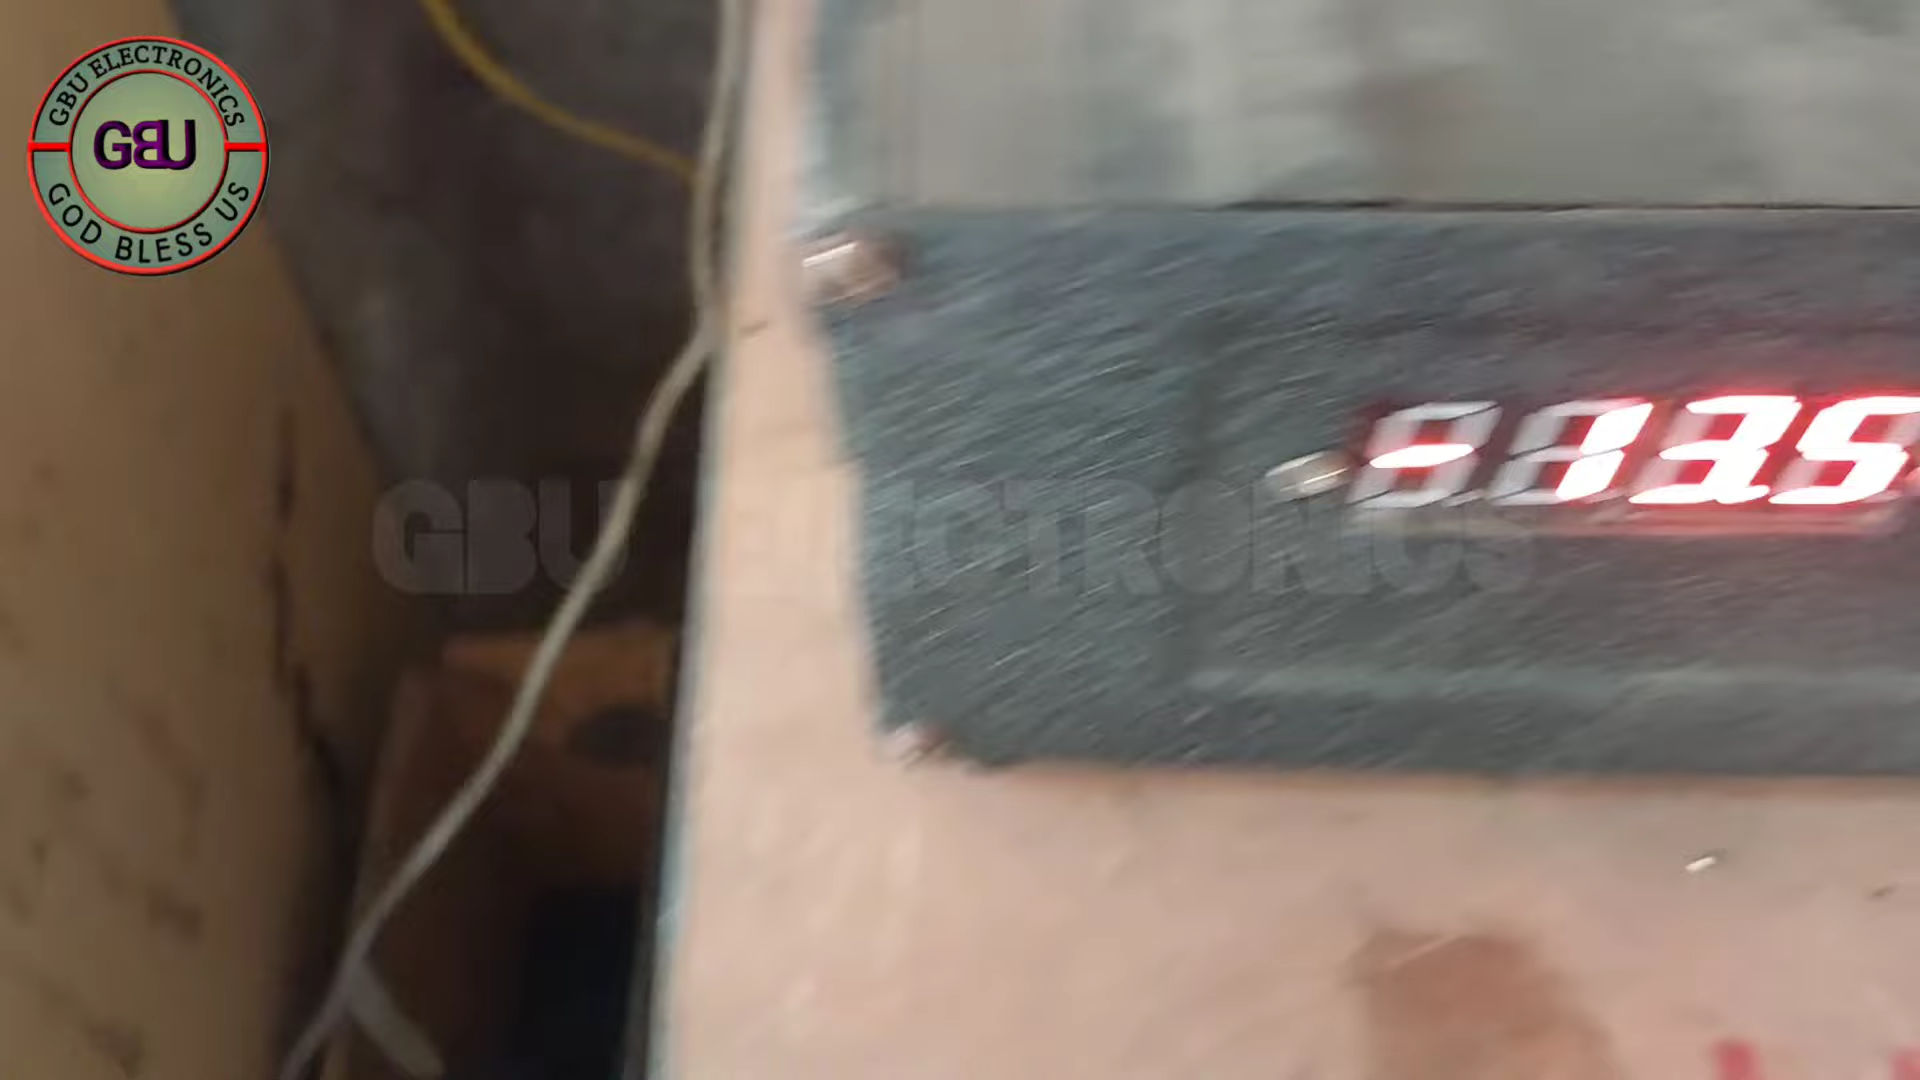 GBU ELECTRONICS
GBU
GOD BLESS US
-135
GBU ELECTRONICS